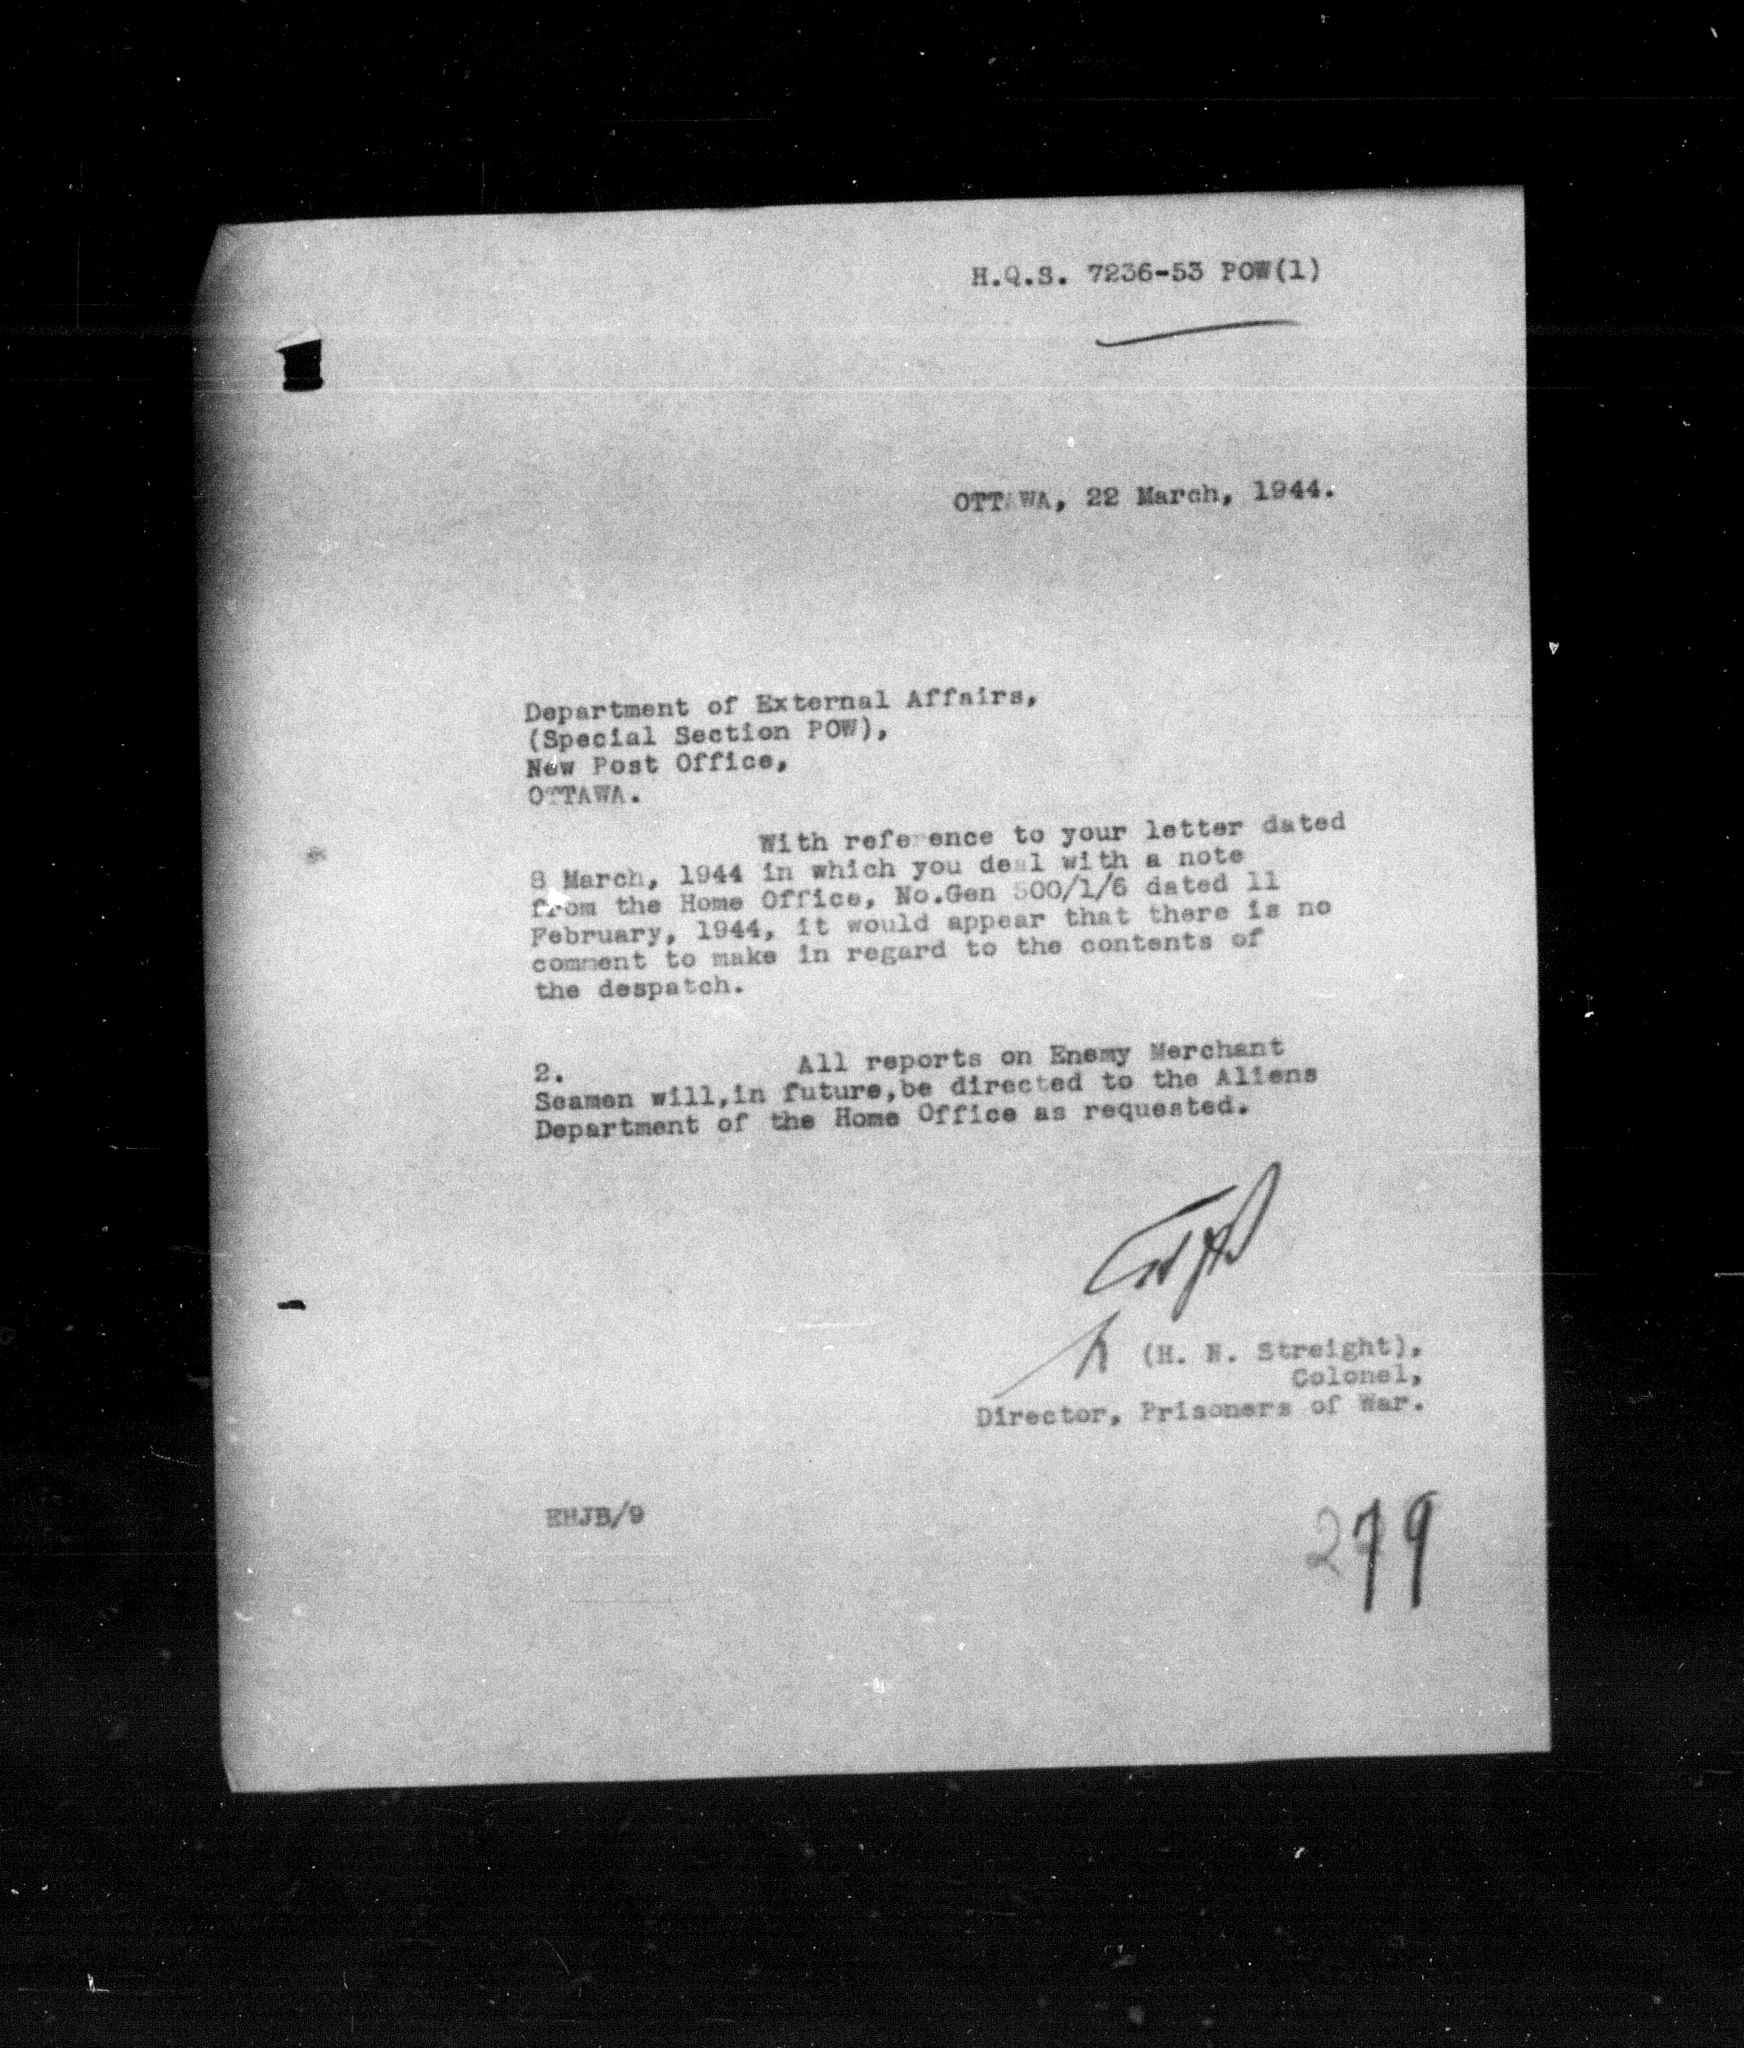 H.Q.S. 7236-53 POW(1)
OTTAWA, 22 March, 1944.
Department of External Affairs,
(Special Section POW),
New Post Office,
OTTAWA.
With reference to your letter dated
8 March, 1944 in which you deal with a note
from the Home Office, No.Gen 500/1/6 dated 11
February, 1944, it would appear that there is no
comment to make in regard to the contents of
the despatch.
2. All reports on Enemy Merchant
Seamen will,in future,be directed to the Aliens
Department of the Home Office as requested.
(H. N. Streight),
Colonel,
Director, Prisoners of War.
EHJB/9
279